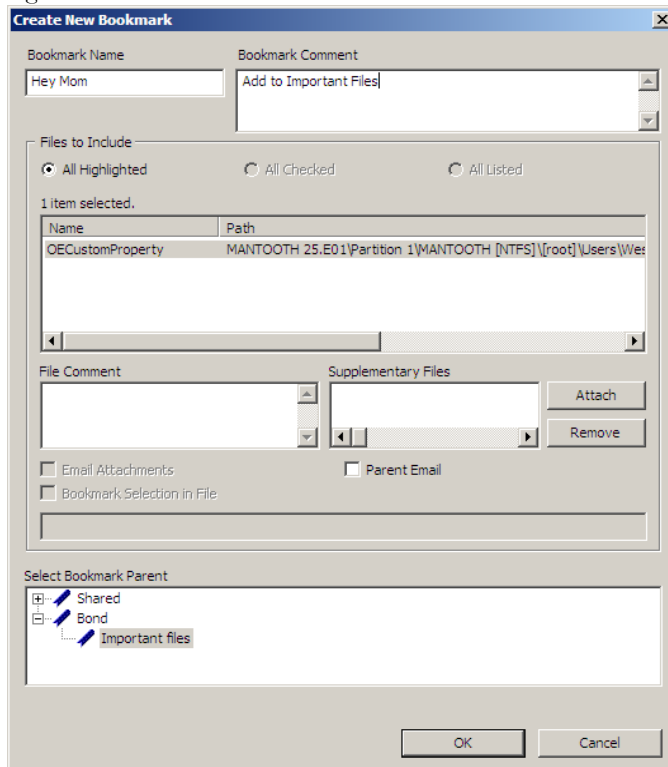 Create New Bookmark
Bookmark Name
Bookmark Comment
Hey Mom
Add to Important Files
Files to Include
All Highlighted
All Checked
All Listed
1 item selected.
Name
Path
OECustomProperty
MANTOOTH 25.E01\Partition 1\MANTOOTH [NTFS]\[root]\Users\Wes
File Comment
Supplementary Files
Attach
Remove
Email Attachments
Parent Email
Bookmark Selection in File
Select Bookmark Parent
Shared
Bond
Important files
OK
Cancel